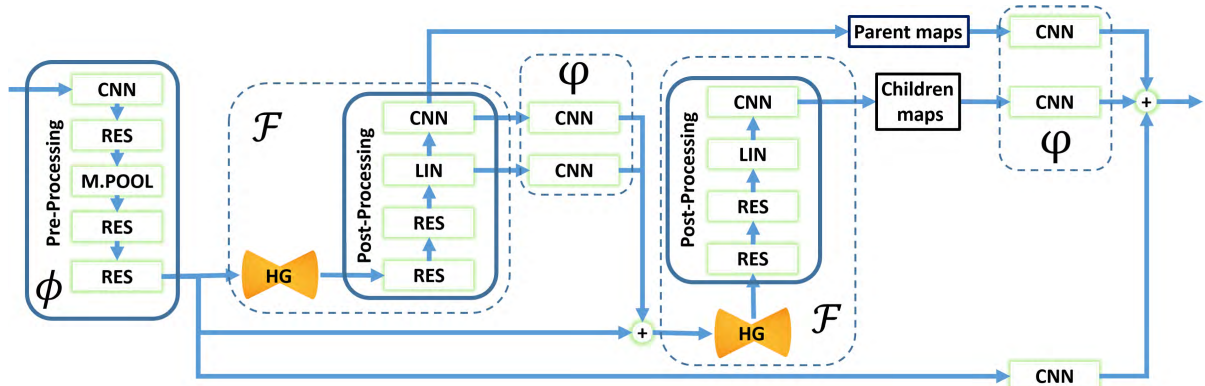 CNN
RES
M.POOL
RES
RES
Pre-Processing
ϕ
ℱ
HG
Post-Processing
CNN
LIN
RES
RES
φ
CNN
CNN
+
HG
ℱ
Post-Processing
CNN
LIN
RES
RES
Parent maps
Children
maps
CNN
CNN
φ
+
CNN